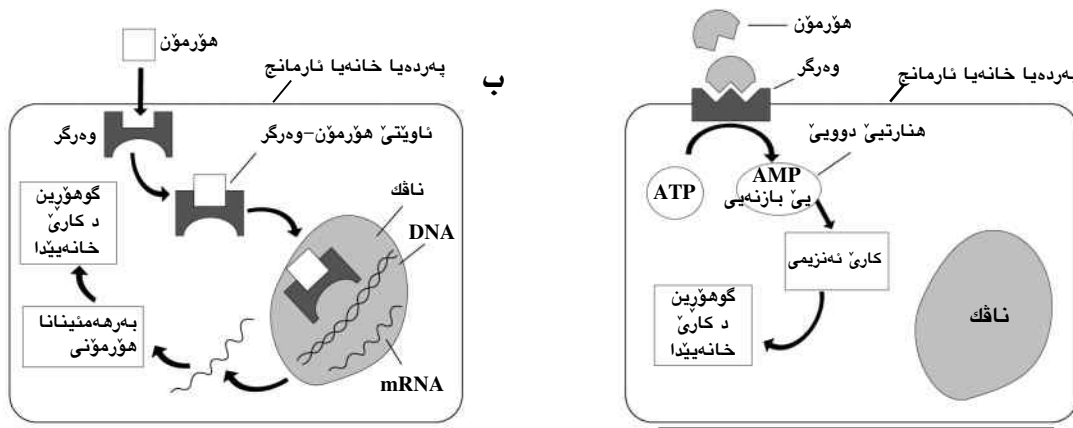 هۆرمۆن
وەرگر
پەردەیا خانەیا ئارمانج
هنارتیێ دوویێ
ATP
AMP
یێ بازنەیی
کارێ ئەنزیمی
گوهۆڕین
د کارێ
خانەیێدا
ناڤك
ب
هۆرمۆن
پەردەیا خانەیا ئارمانج
وەرگر
ئاوێتێ هۆرمۆن–وەرگر
ناڤك
DNA
گوهۆڕین
د کارێ
خانەیێدا
بەرهەمئینانا
هۆرمۆنی
mRNA